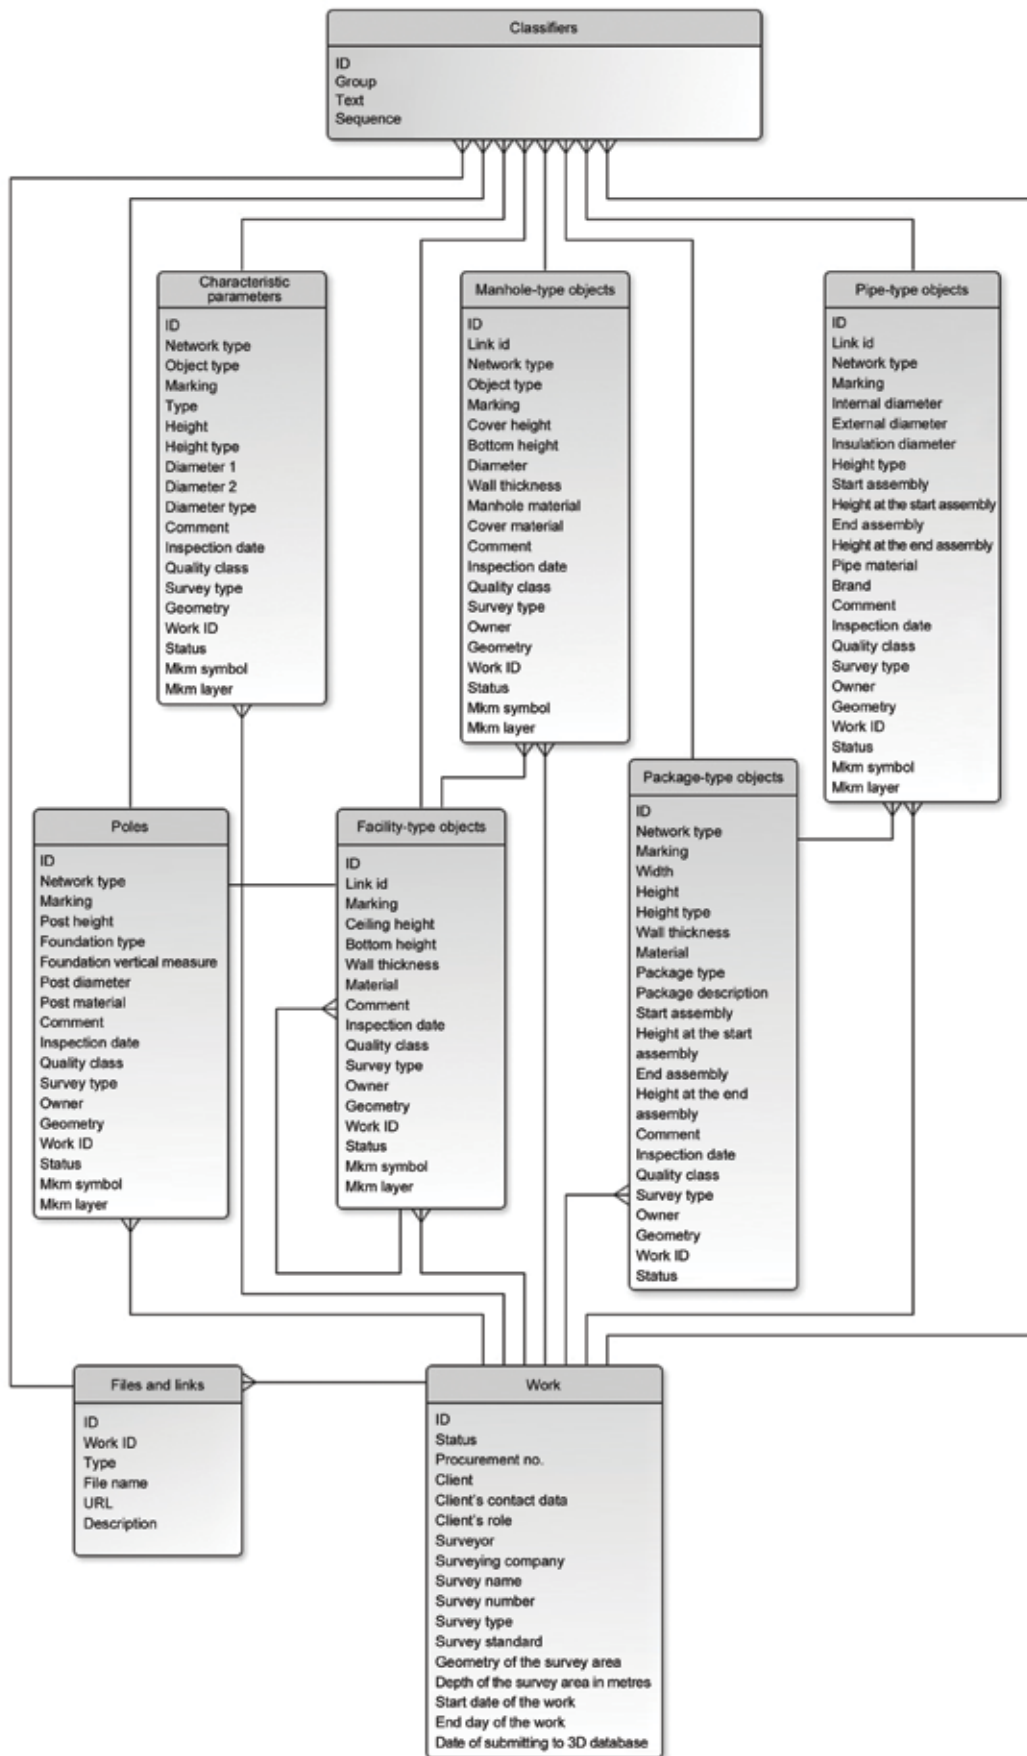 Classifiers
ID
Group
Text
Sequence
Characteristic
parameters
ID
Network type
Object type
Marking
Type
Height
Height type
Diameter 1
Diameter 2
Diameter type
Comment
Inspection date
Quality class
Survey type
Geometry
Work ID
Status
Mkm symbol
Mkm layer
Manhole-type objects
ID
Link id
Network type
Object type
Marking
Cover height
Bottom height
Diameter
Wall thickness
Manhole material
Cover material
Comment
Inspection date
Quality class
Survey type
Owner
Geometry
Work ID
Status
Mkm symbol
Mkm layer
Pipe-type objects
ID
Link id
Network type
Marking
Internal diameter
External diameter
Insulation diameter
Height type
Start assembly
Height at the start assembly
End assembly
Height at the end assembly
Pipe material
Brand
Comment
Inspection date
Quality class
Survey type
Owner
Geometry
Work ID
Status
Mkm symbol
Mkm layer
Poles
ID
Network type
Marking
Post height
Foundation type
Foundation vertical measure
Post diameter
Post material
Comment
Inspection date
Quality class
Survey type
Owner
Geometry
Work ID
Status
Mkm symbol
Mkm layer
Facility-type objects
ID
Link id
Marking
Ceiling height
Bottom height
Wall thickness
Material
Comment
Inspection date
Quality class
Survey type
Owner
Geometry
Work ID
Status
Mkm symbol
Mkm layer
Package-type objects
ID
Network type
Marking
Width
Height
Height type
Wall thickness
Material
Package type
Package description
Start assembly
Height at the start
assembly
End assembly
Height at the end
assembly
Comment
Inspection date
Quality class
Survey type
Owner
Geometry
Work ID
Status
Files and links
ID
Work ID
Type
File name
URL
Description
Work
ID
Status
Procurement no.
Client
Client's contact data
Client's role
Surveyor
Surveying company
Survey name
Survey number
Survey type
Survey standard
Geometry of the survey area
Depth of the survey area in metres
Start date of the work
End day of the work
Date of submitting to 3D database